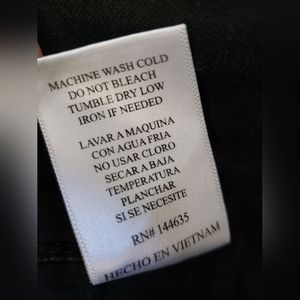 MACHINE WASH COLD
DO NOT BLEACH
TUMBLE DRY LOW
IRON IF NEEDED
LAVAR A MAQUINA
CON AGUA FRIA
NO USAR CLORO
SECAR A BAJA
TEMPERATURA
PLANCHAR
SI SE NECESITE
RN# 144635
HECHO EN VIETNAM